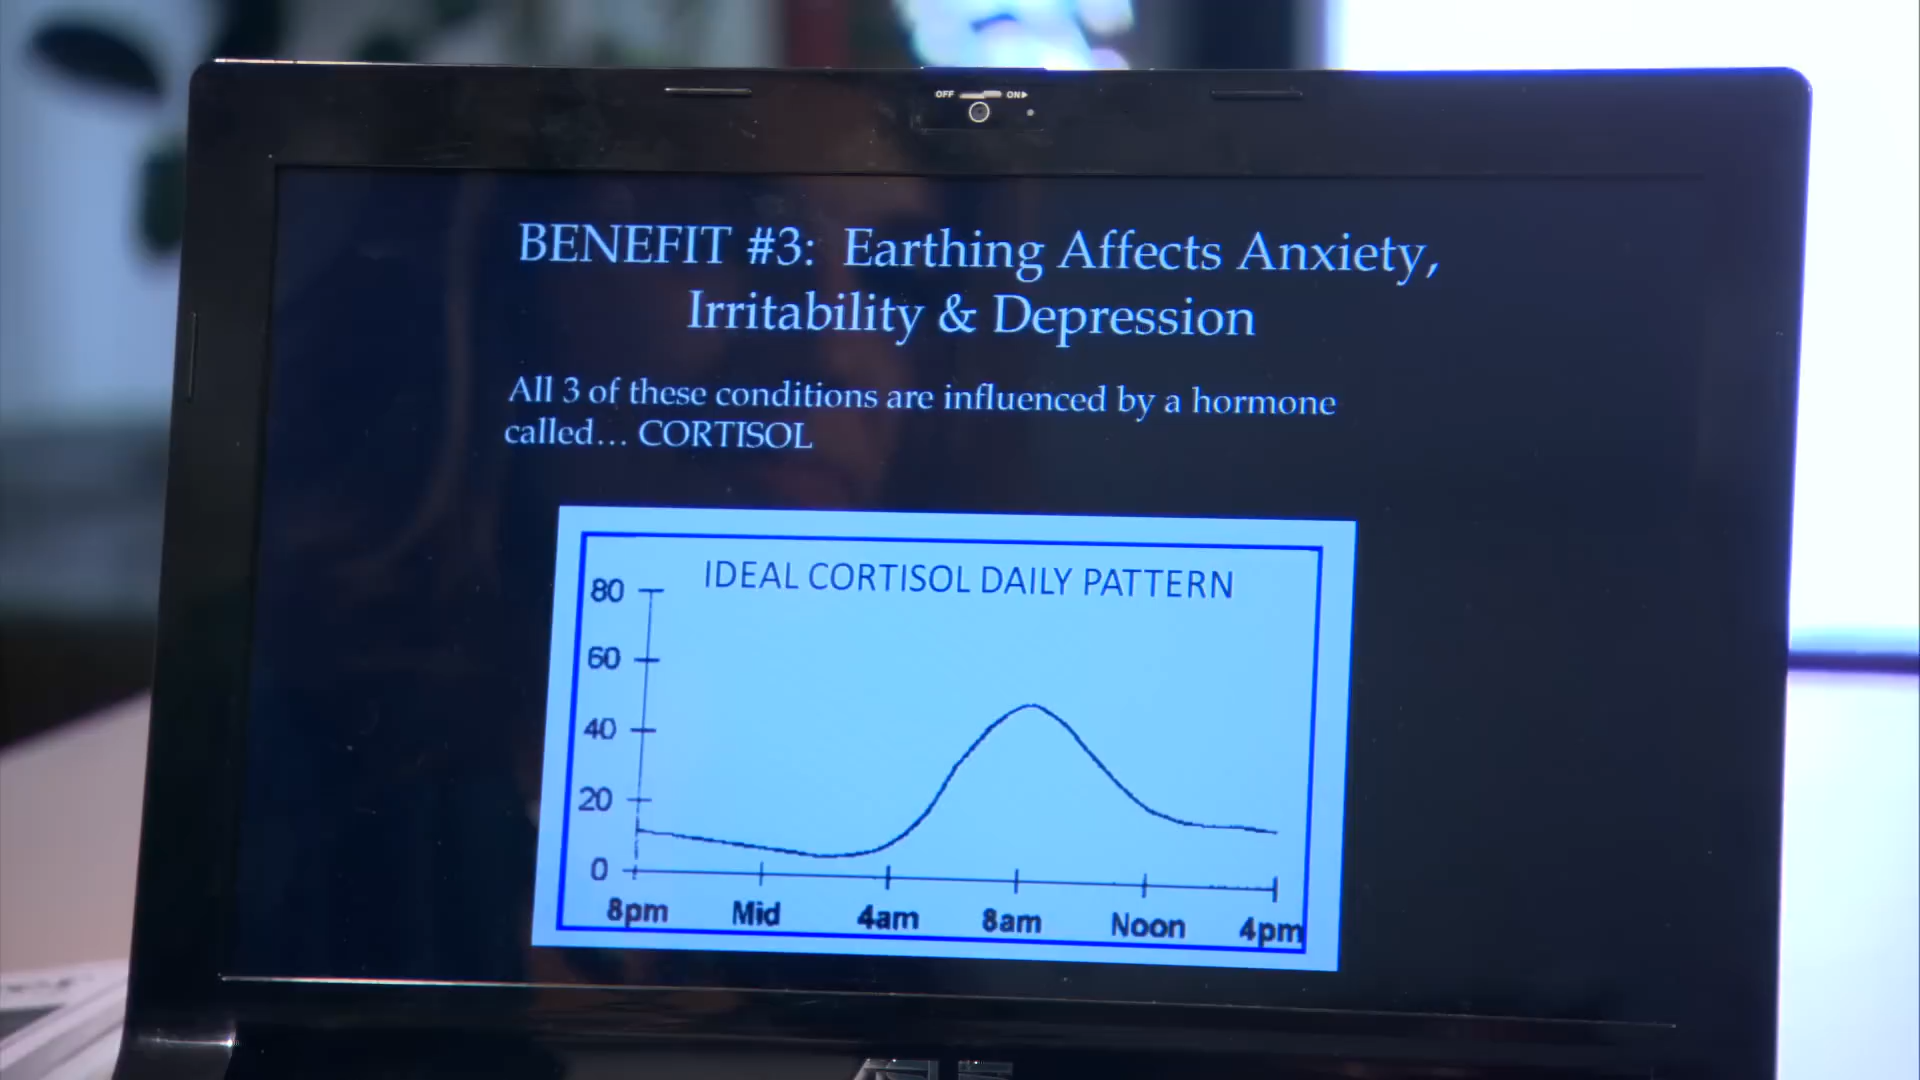 OFF ON
BENEFIT #3: Earthing Affects Anxiety,
Irritability & Depression
All 3 of these conditions are influenced by a hormone
called... CORTISOL
IDEAL CORTISOL DAILY PATTERN
80
60
40
20
0
8pm Mid 4am 8am Noon 4pm